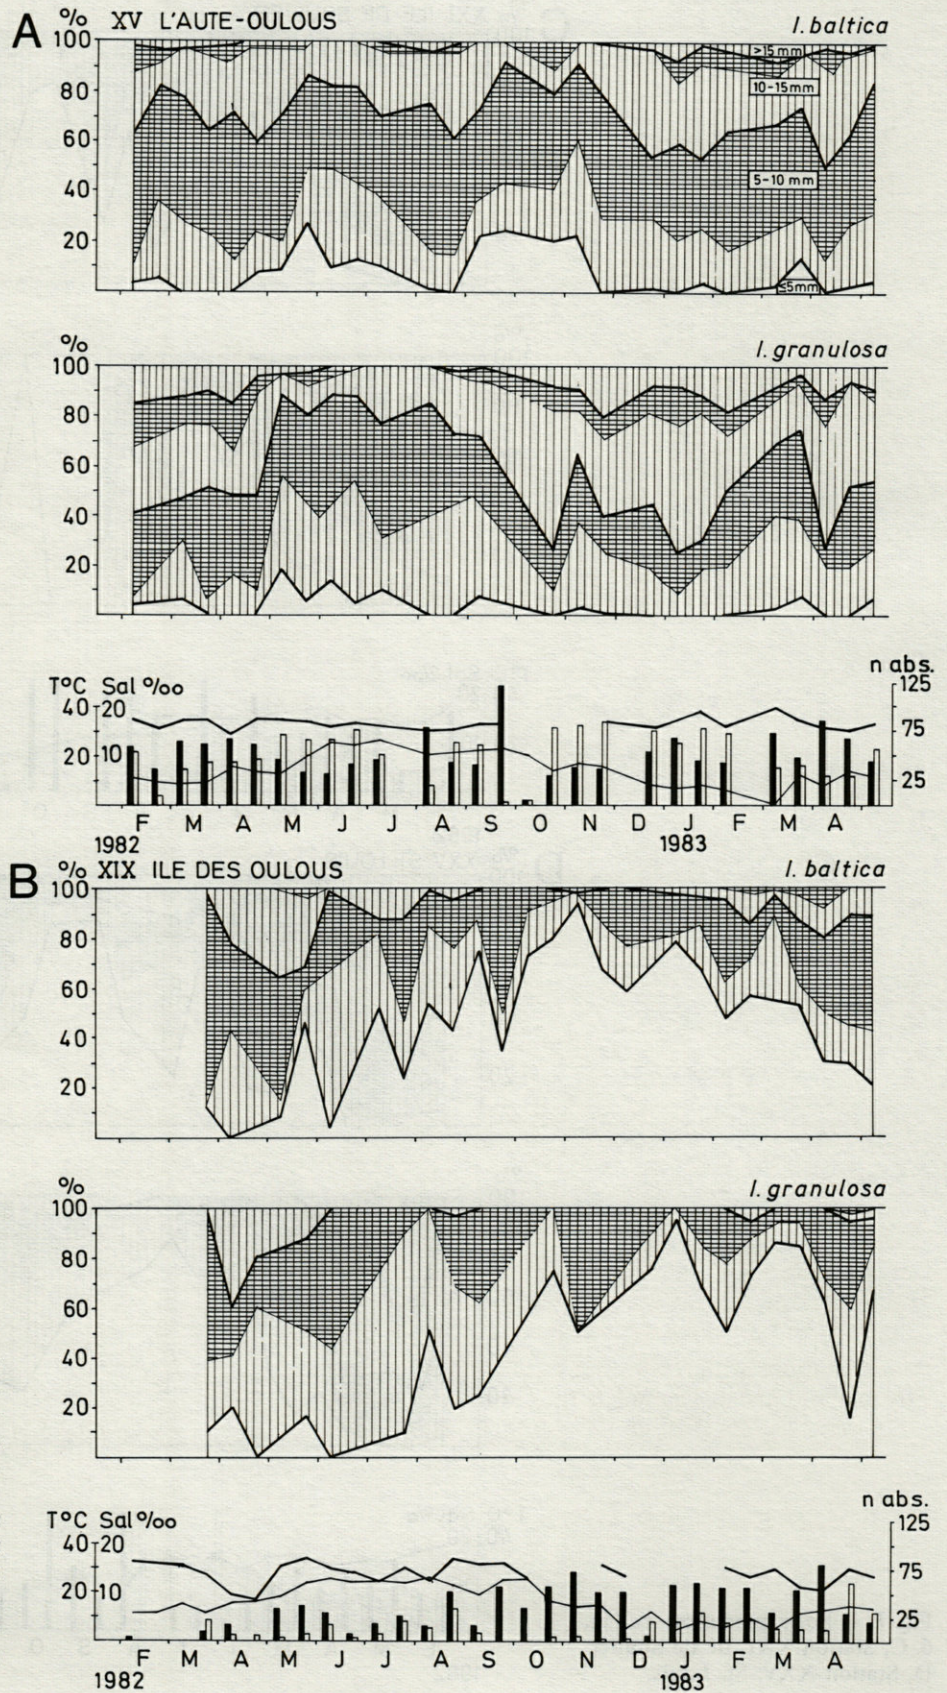 A % XV L'AUTE-OULOUS I. baltica
100
80
60
40
20
>15 mm
10-15 mm
5-10 mm
≤5mm
% I. granulosa
100
80
60
40
20
n abs.
T°C Sal ‰ 125
40 20
75
20 10
25
F M A M J J A S O N D J F M A
1982 1983
B % XIX ILE DES OULOUS I. baltica
100
80
60
40
20
% I. granulosa
100
80
60
40
20
n abs.
T°C Sal ‰ 125
40 20
75
20 10
25
F M A M J J A S O N D J F M A
1982 1983